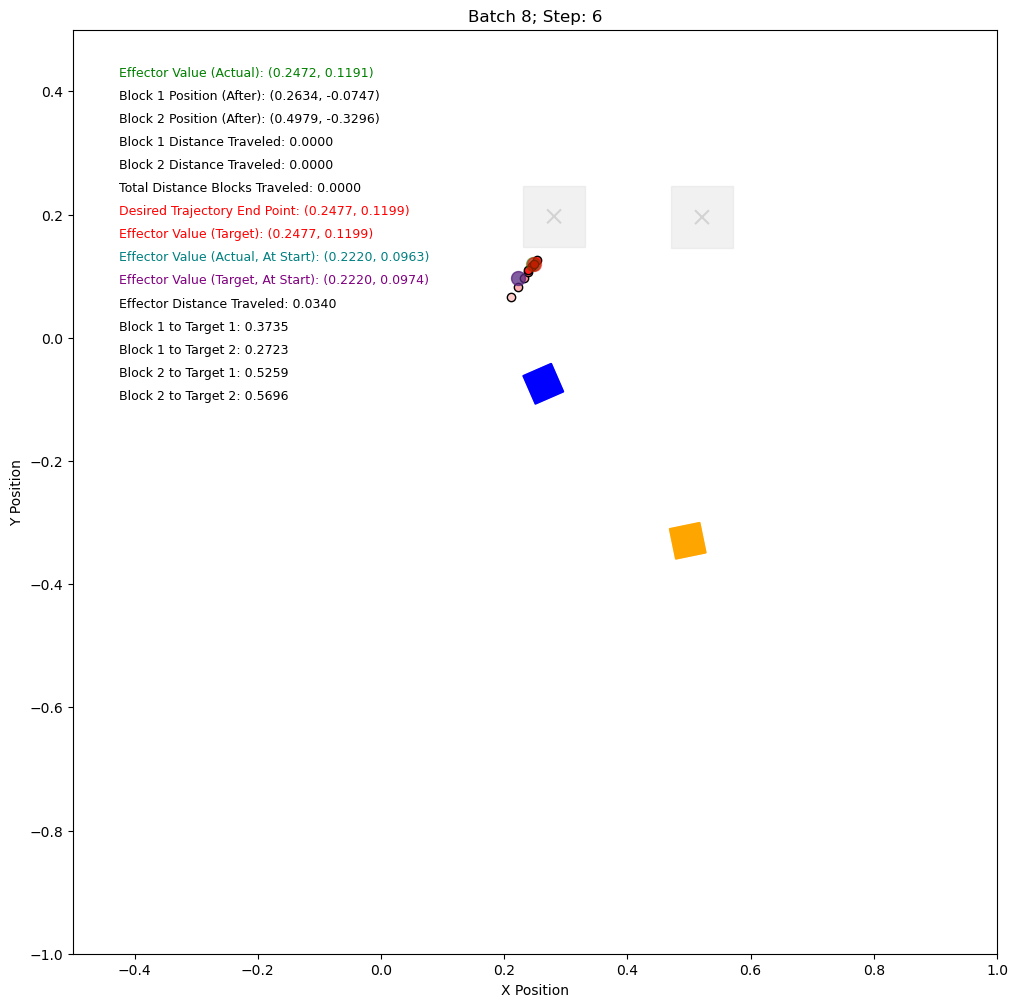 Batch 8; Step: 6
Effector Value (Actual): (0.2472, 0.1191)
Block 1 Position (After): (0.2634, -0.0747)
Block 2 Position (After): (0.4979, -0.3296)
Block 1 Distance Traveled: 0.0000
Block 2 Distance Traveled: 0.0000
Total Distance Blocks Traveled: 0.0000
Desired Trajectory End Point: (0.2477, 0.1199)
Effector Value (Target): (0.2477, 0.1199)
Effector Value (Actual, At Start): (0.2220, 0.0963)
Effector Value (Target, At Start): (0.2220, 0.0974)
Effector Distance Traveled: 0.0340
Block 1 to Target 1: 0.3735
Block 1 to Target 2: 0.2723
Block 2 to Target 1: 0.5259
Block 2 to Target 2: 0.5696
0.4
0.2
0.0
−0.2
−0.4
−0.6
−0.8
−1.0
Y Position
−0.4
−0.2
0.0
0.2
0.4
0.6
0.8
1.0
X Position